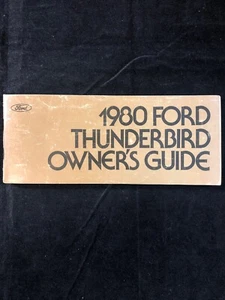 Ford
1980 FORD
THUNDERBIRD
OWNER'S GUIDE